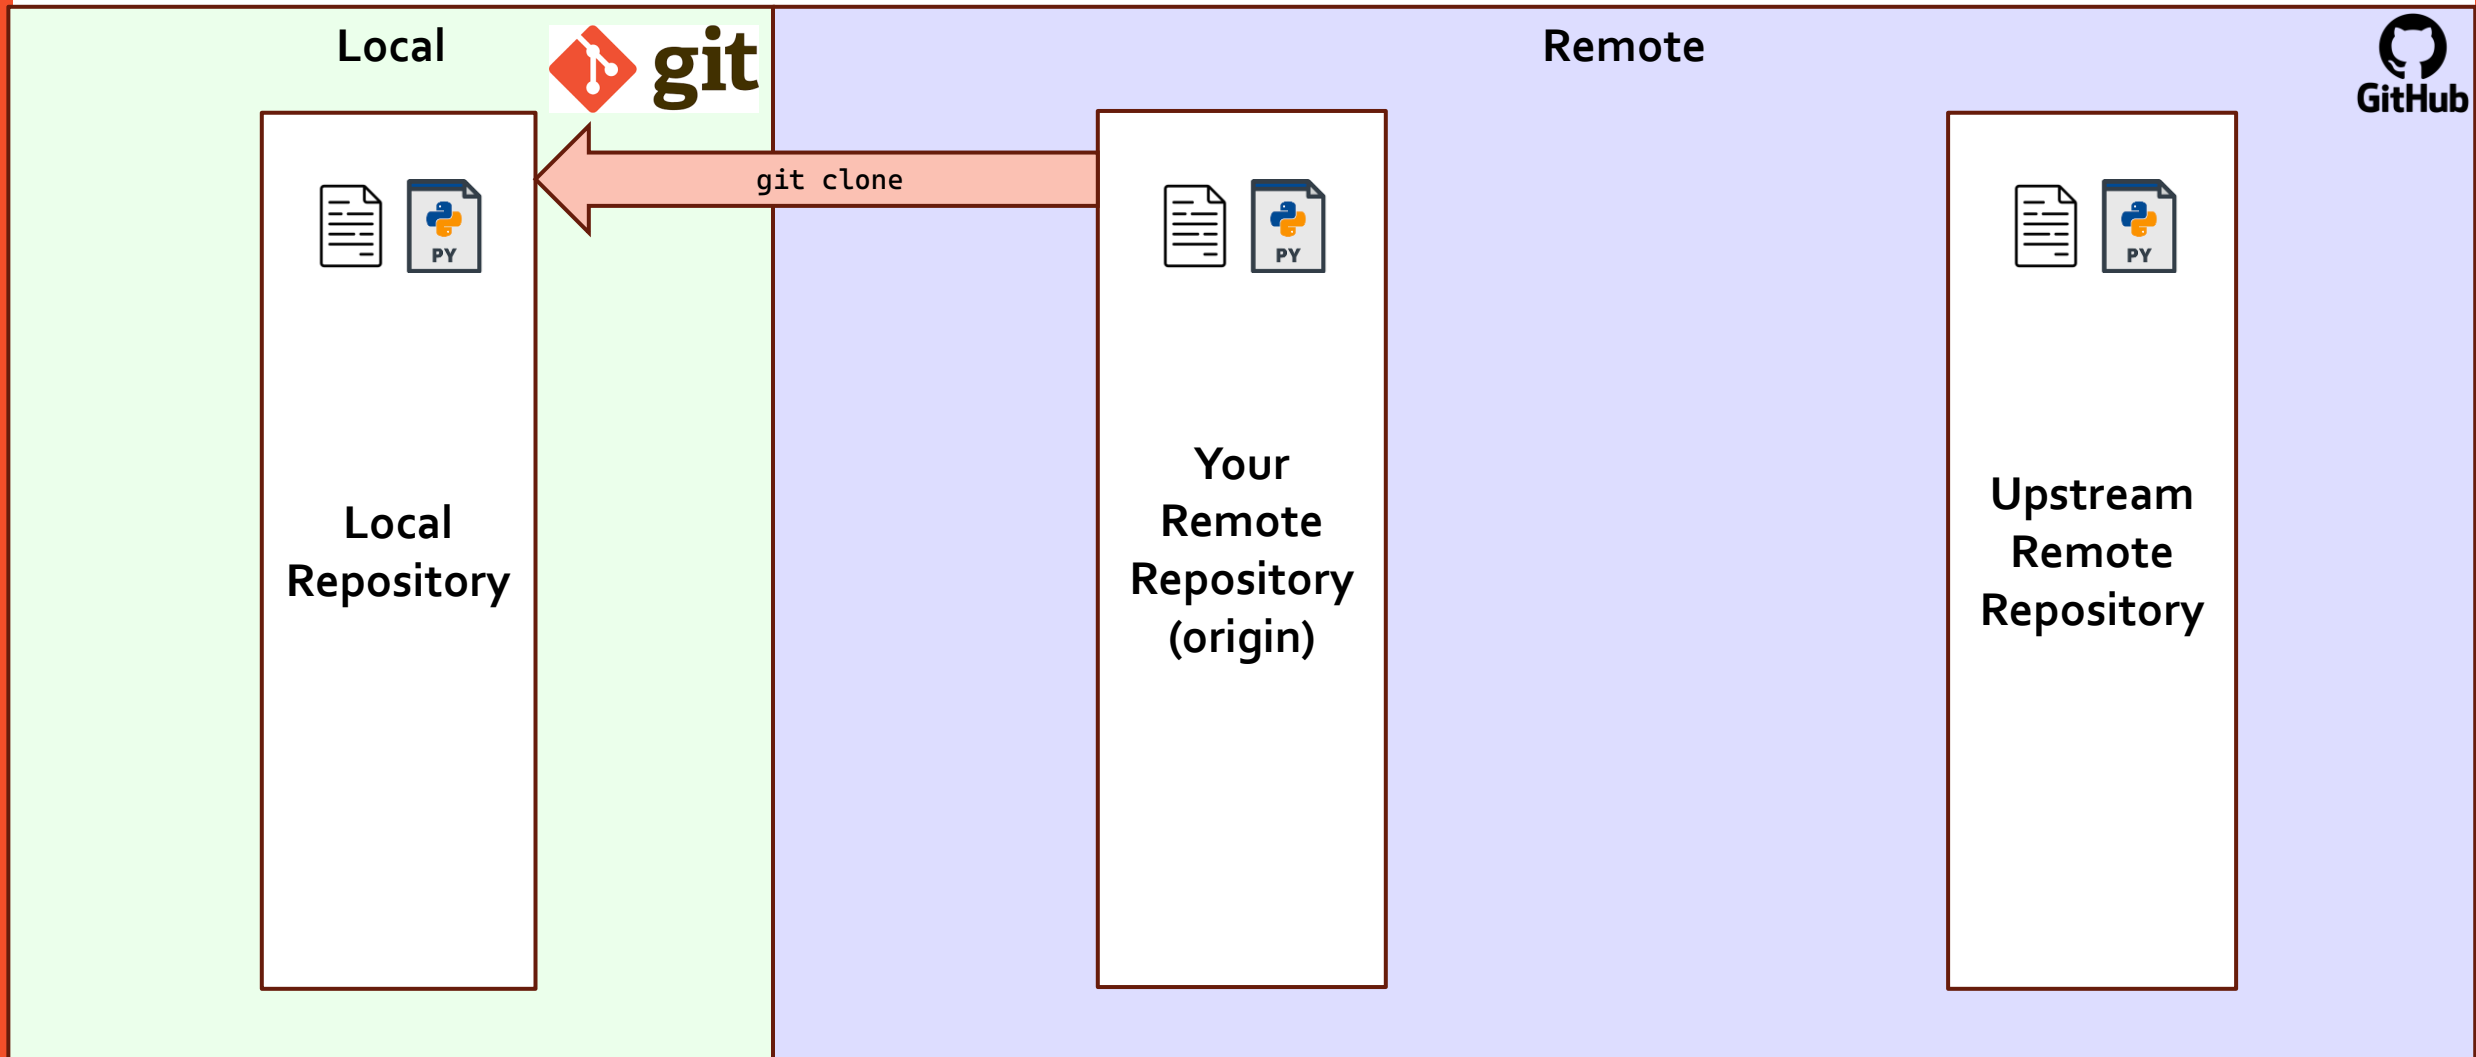 Local
git
Remote
GitHub
git clone
PY
PY
PY
Local
Repository
Your
Remote
Repository
(origin)
Upstream
Remote
Repository